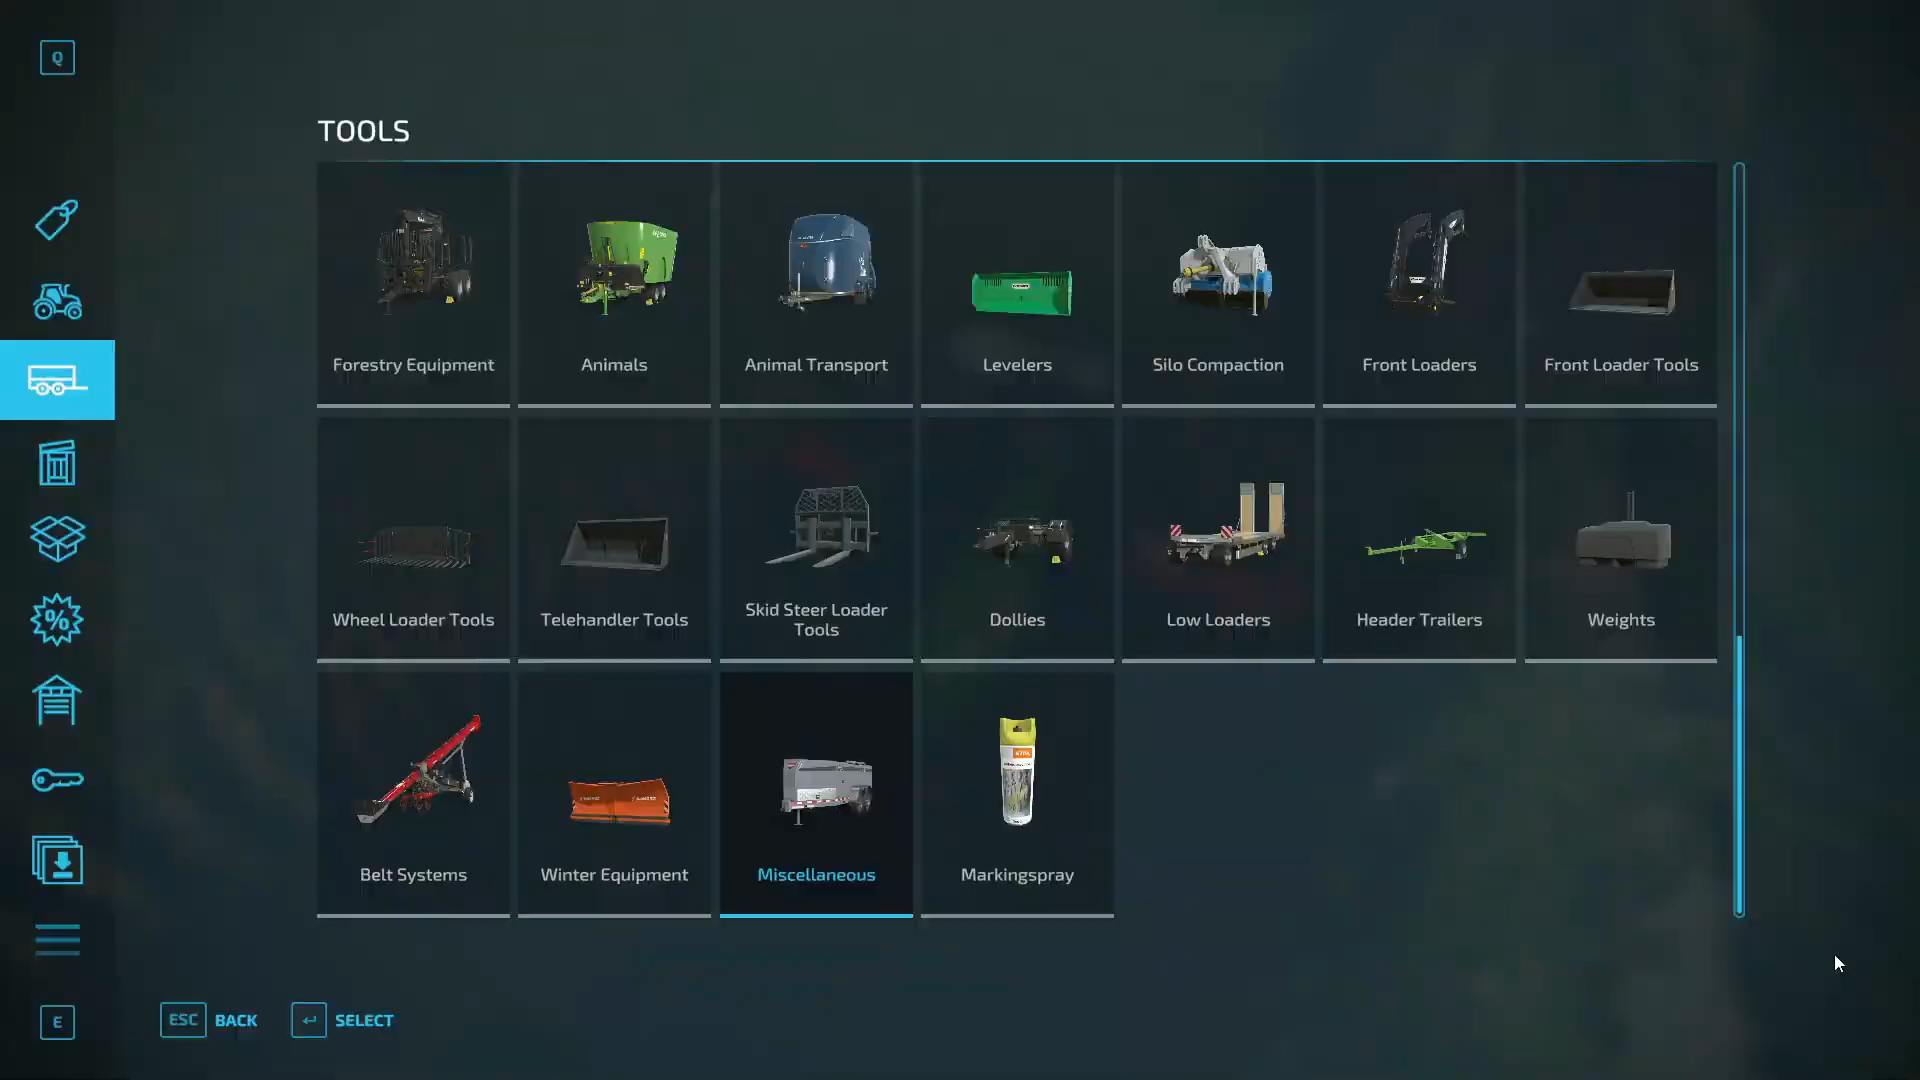 Q
TOOLS
Forestry Equipment
Animals
Animal Transport
Levelers
Silo Compaction
Front Loaders
Front Loader Tools
Wheel Loader Tools
Telehandler Tools
Skid Steer Loader
Tools
Dollies
Low Loaders
Header Trailers
Weights
%
Belt Systems
Winter Equipment
Miscellaneous
Markingspray
E
ESC BACK
SELECT